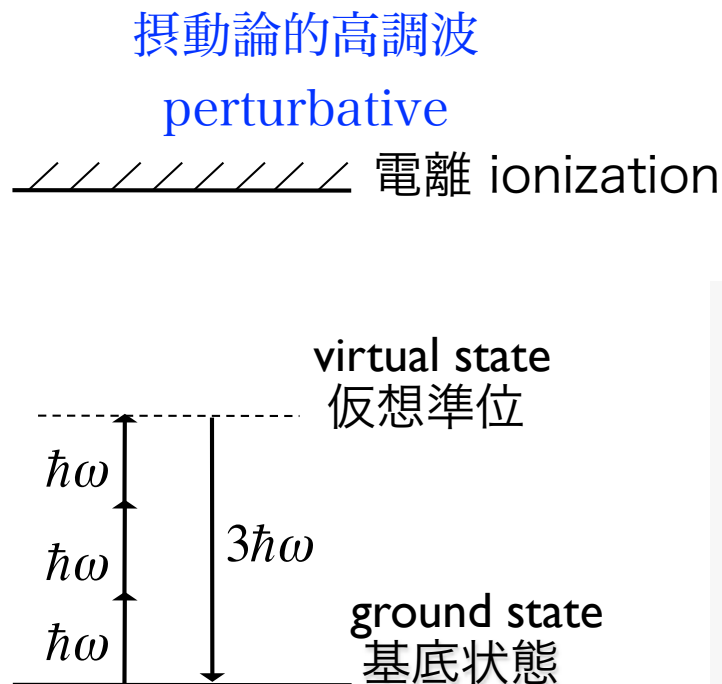 摂動論的高調波
perturbative
電離 ionization
virtual state
仮想準位
ħω
ħω
3ħω
ħω
ground state
基底状態